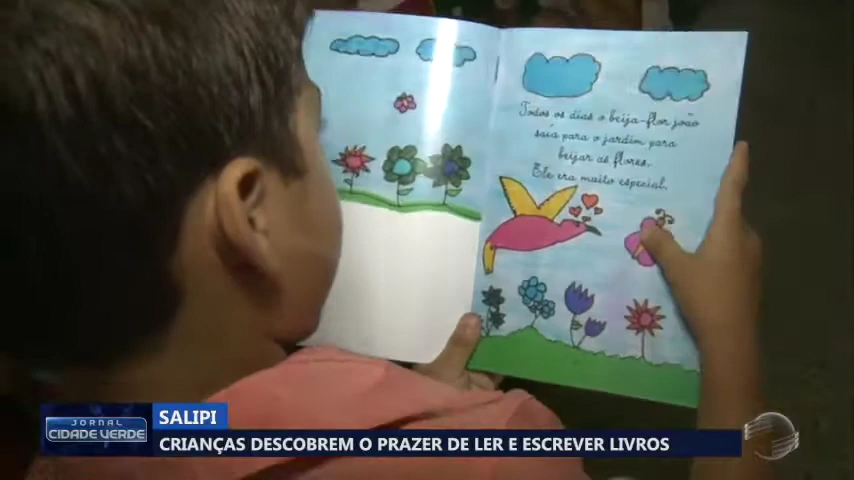 Todos os dias o beija-flor joão
saía para o jardim para
beijar as flores.
Ele era muito especial.
JORNAL
CIDADE VERDE
SALIPI
CRIANÇAS DESCOBREM O PRAZER DE LER E ESCREVER LIVROS